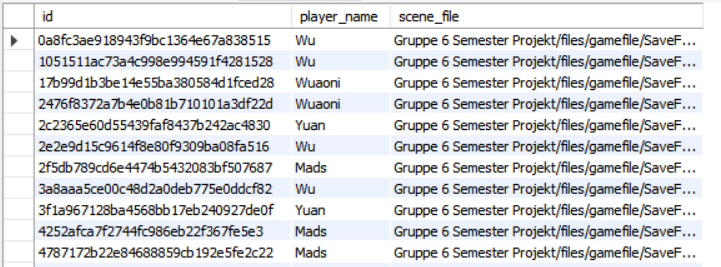 id player_name scene_file
0a8fc3ae918943f9bc1364e67a838515 Wu Gruppe 6 Semester Projekt/files/gamefile/SaveF...
1051511ac73a4c998e994591f4281528 Wu Gruppe 6 Semester Projekt/files/gamefile/SaveF...
17b99d1b3be14e55ba380584d1fced28 Wuaoni Gruppe 6 Semester Projekt/files/gamefile/SaveF...
2476f8372a7b4e0b81b710101a3df22d Wuaoni Gruppe 6 Semester Projekt/files/gamefile/SaveF...
2c2365e60d55439faf8437b242ac4830 Yuan Gruppe 6 Semester Projekt/files/gamefile/SaveF...
2e2e9d15c9614f8e80f9309ba08fa516 Wu Gruppe 6 Semester Projekt/files/gamefile/SaveF...
2f5db789cd6e4474b5432083bf507687 Mads Gruppe 6 Semester Projekt/files/gamefile/SaveF...
3a8aaa5ce00c48d2a0deb775e0ddcf82 Wu Gruppe 6 Semester Projekt/files/gamefile/SaveF...
3f1a967128ba4568bb17eb240927de0f Yuan Gruppe 6 Semester Projekt/files/gamefile/SaveF...
4252afca7f2744fc986eb22f367fe5e3 Mads Gruppe 6 Semester Projekt/files/gamefile/SaveF...
4787172b22e84688859cb192e5fe2c22 Mads Gruppe 6 Semester Projekt/files/gamefile/SaveF...